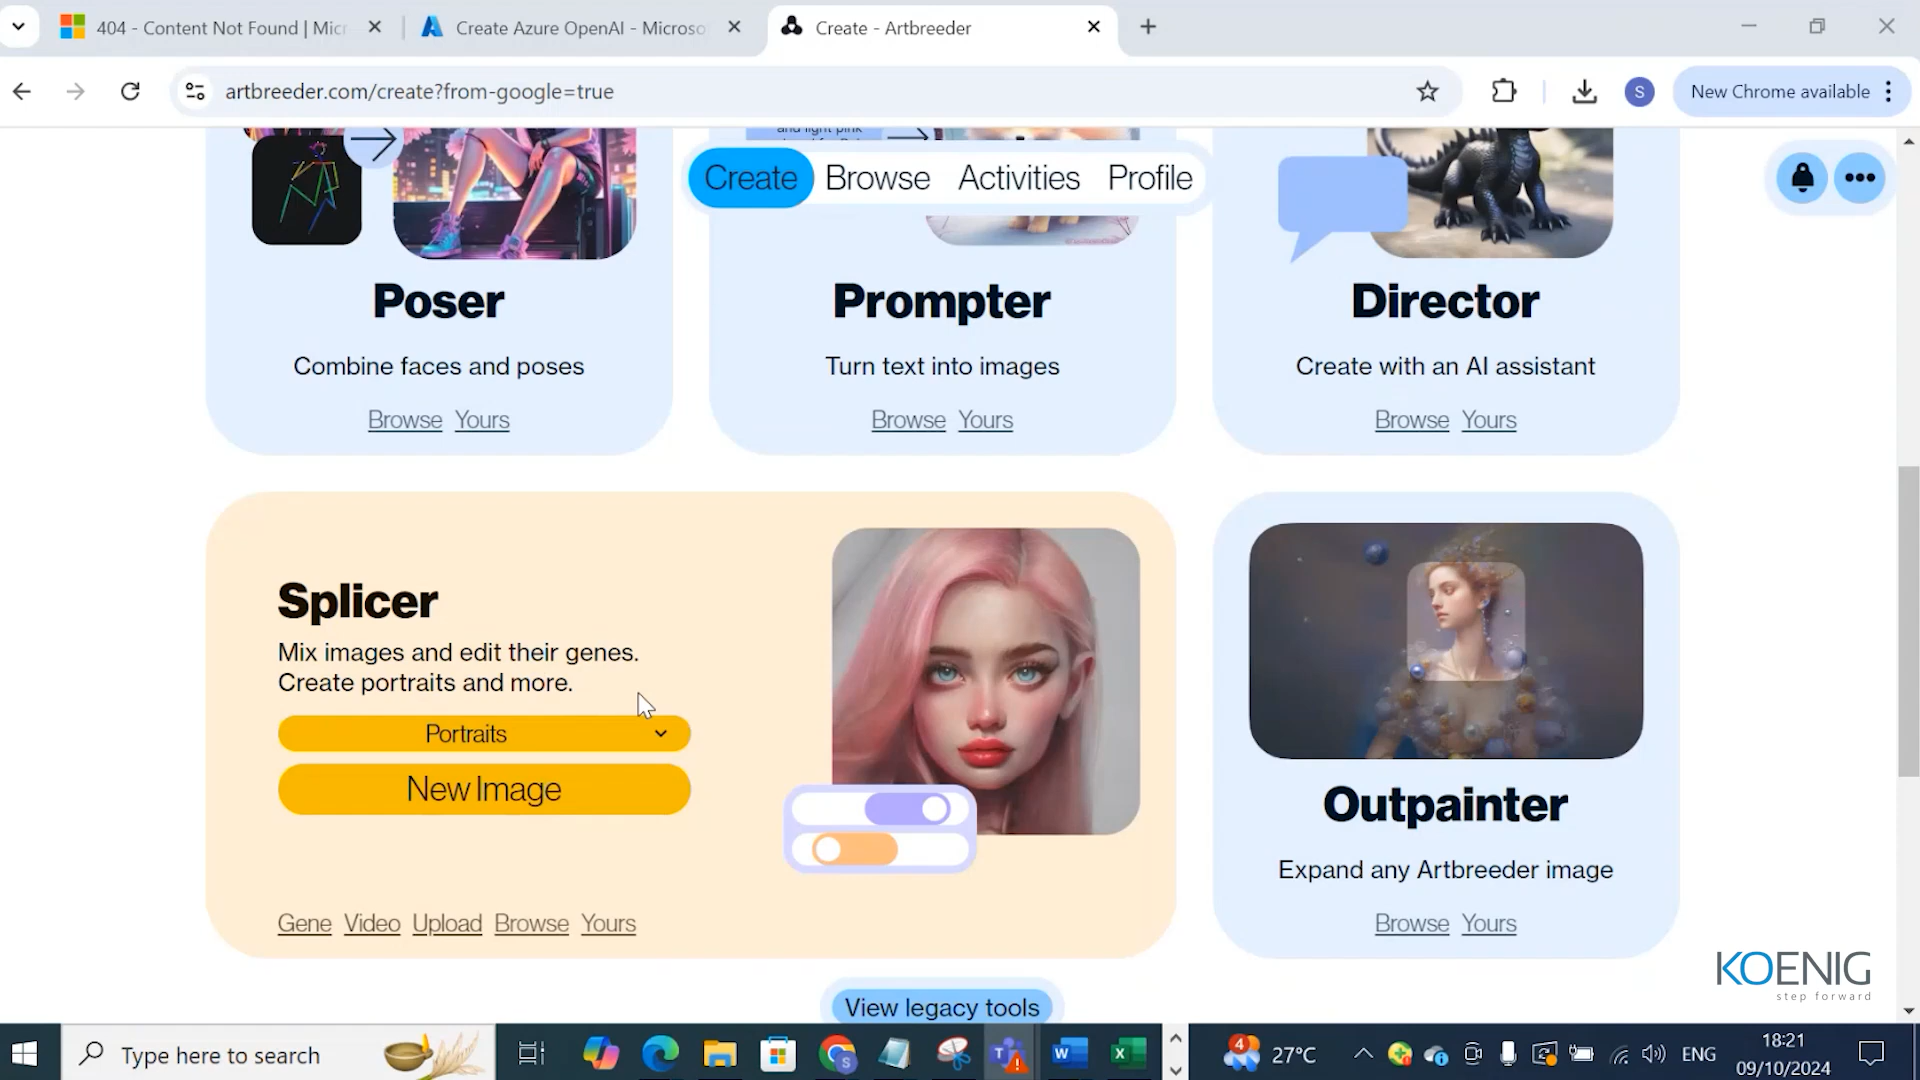 404 - Content Not Found | Micr
Create Azure OpenAI - Microso
Create - Artbreeder
artbreeder.com/create?from-google=true
S
New Chrome available
and light pink
Create
Browse
Activities
Profile
Poser
Combine faces and poses
Browse Yours
Prompter
Turn text into images
Browse Yours
Director
Create with an AI assistant
Browse Yours
Splicer
Mix images and edit their genes.
Create portraits and more.
Portraits
New Image
Gene Video Upload Browse Yours
Outpainter
Expand any Artbreeder image
Browse Yours
View legacy tools
KOENIG
step forward
Type here to search
S
4
27°C
ENG
18:21
09/10/2024